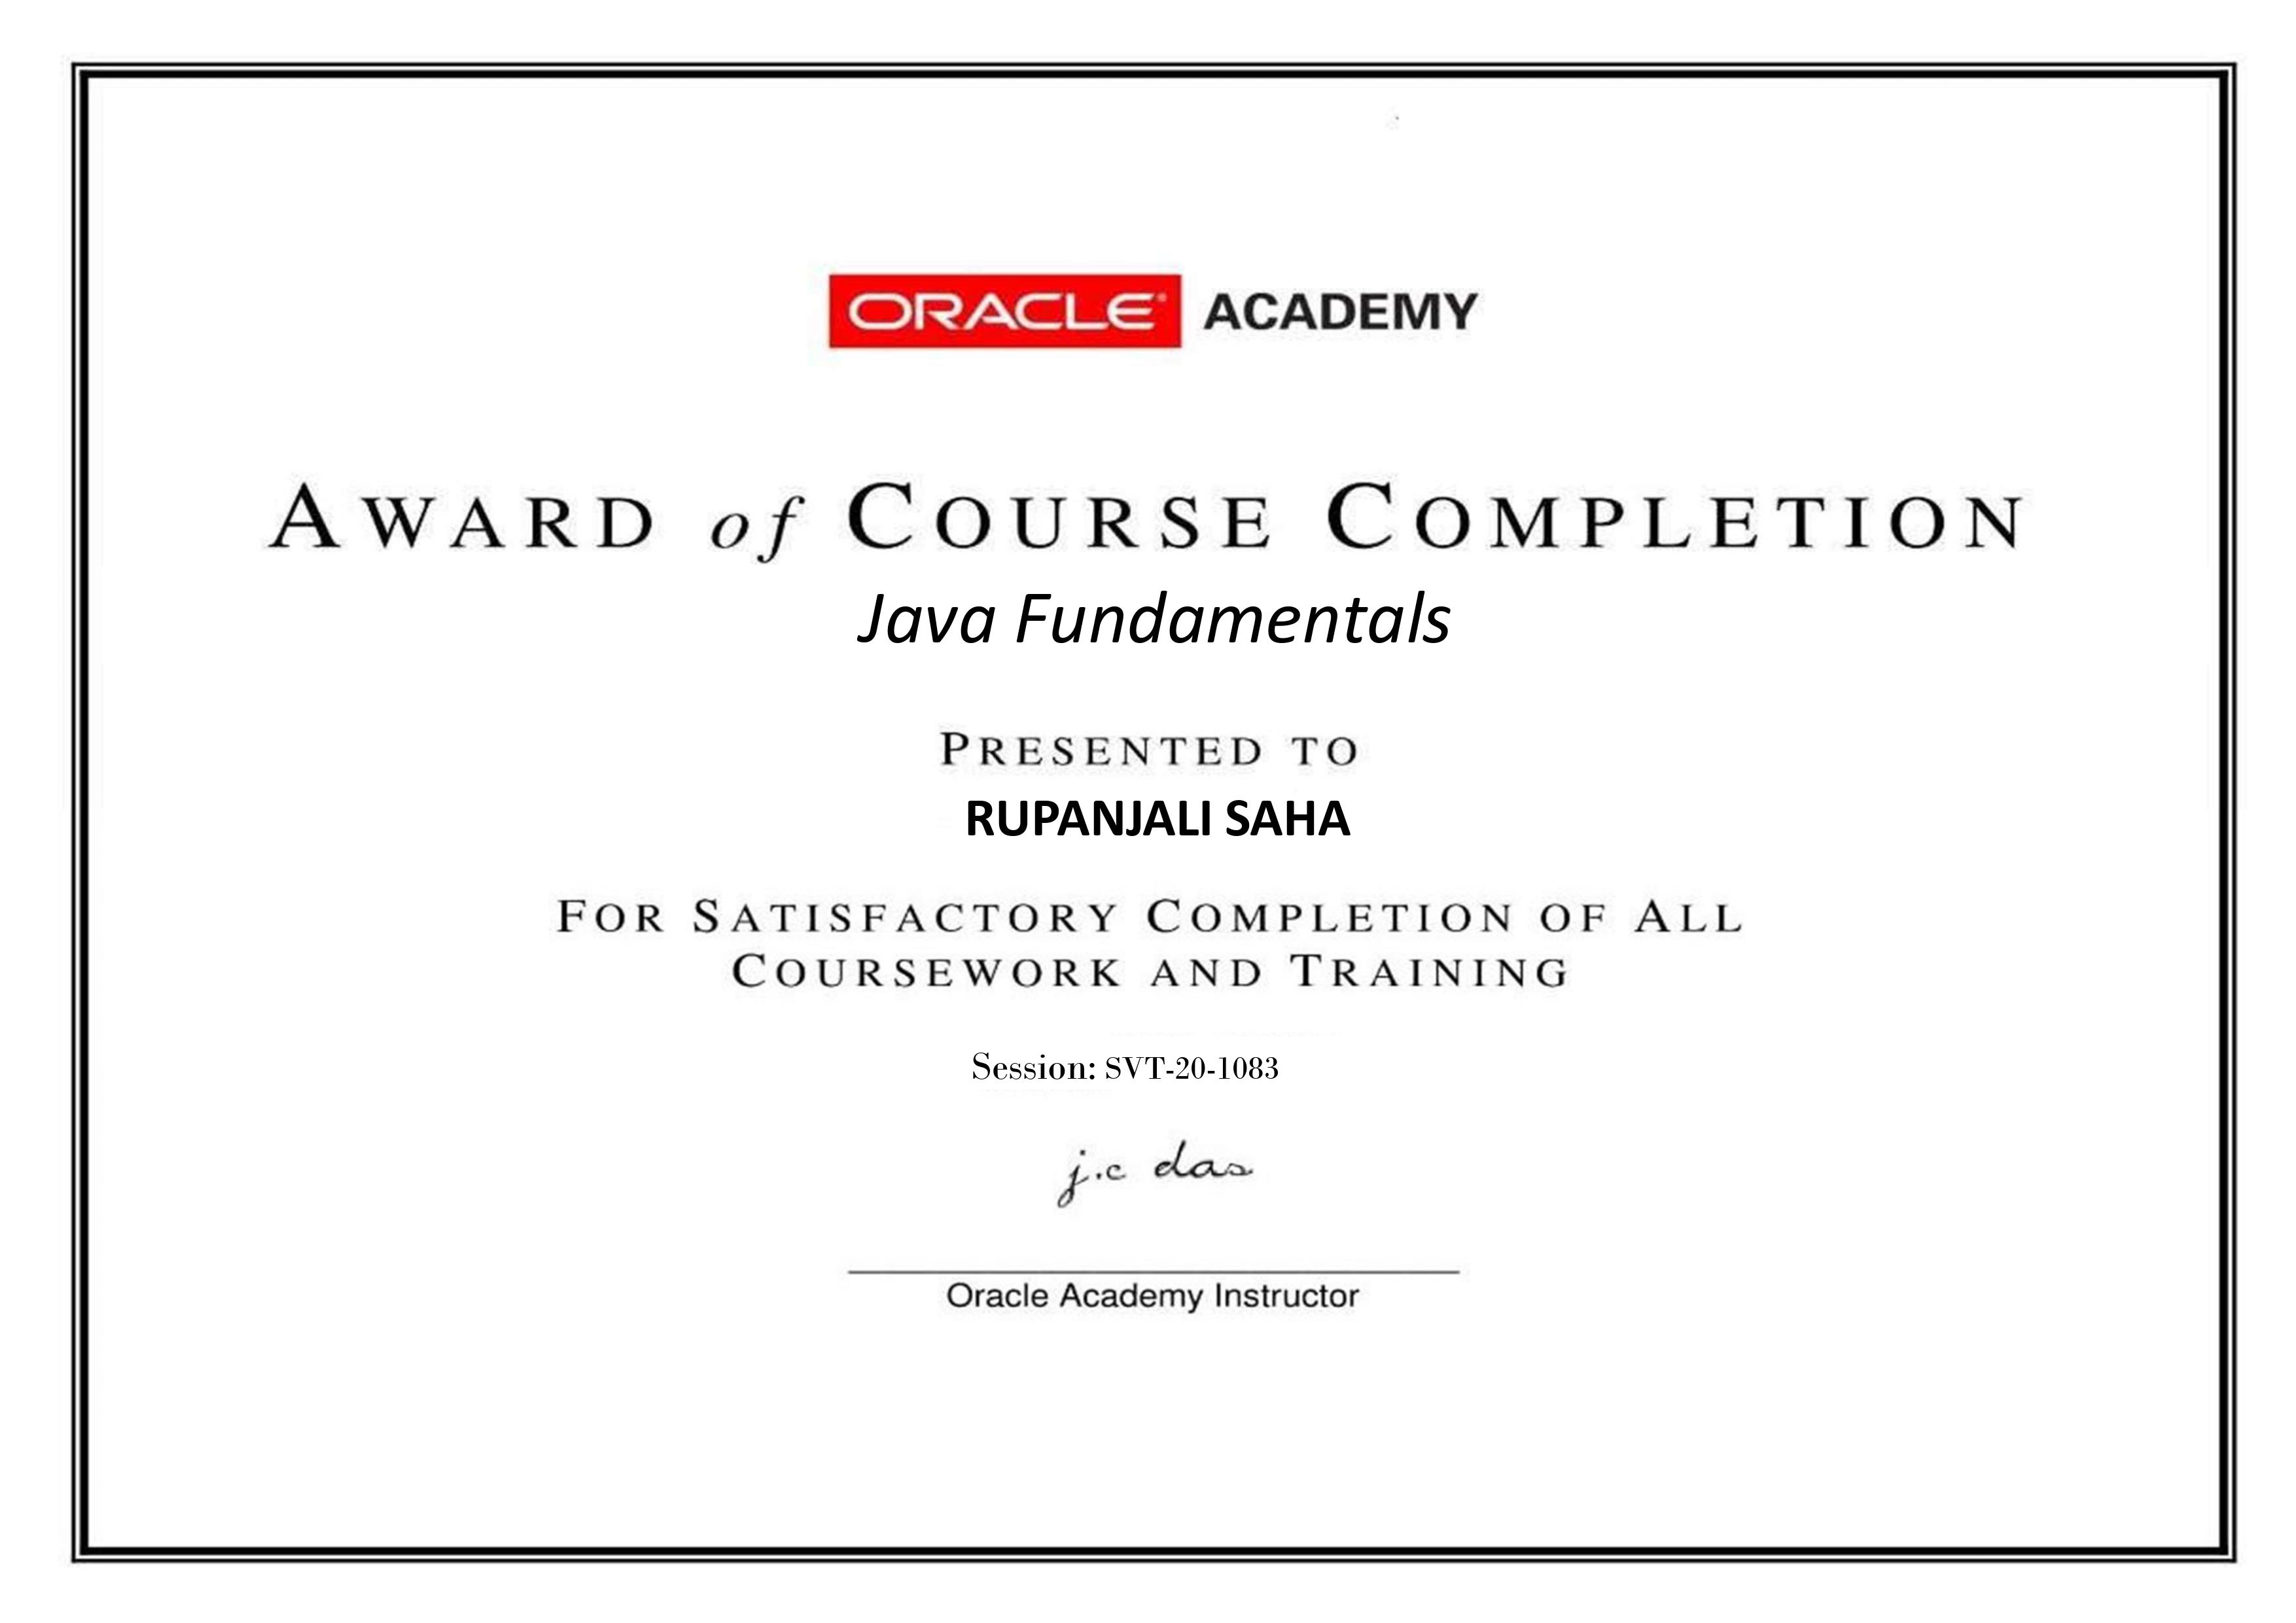 ORACLE® ACADEMY
AWARD of COURSE COMPLETION
Java Fundamentals
PRESENTED TO
RUPANJALI SAHA
FOR SATISFACTORY COMPLETION OF ALL
COURSEWORK AND TRAINING
Session: SVT-20-1083
j.c das
Oracle Academy Instructor